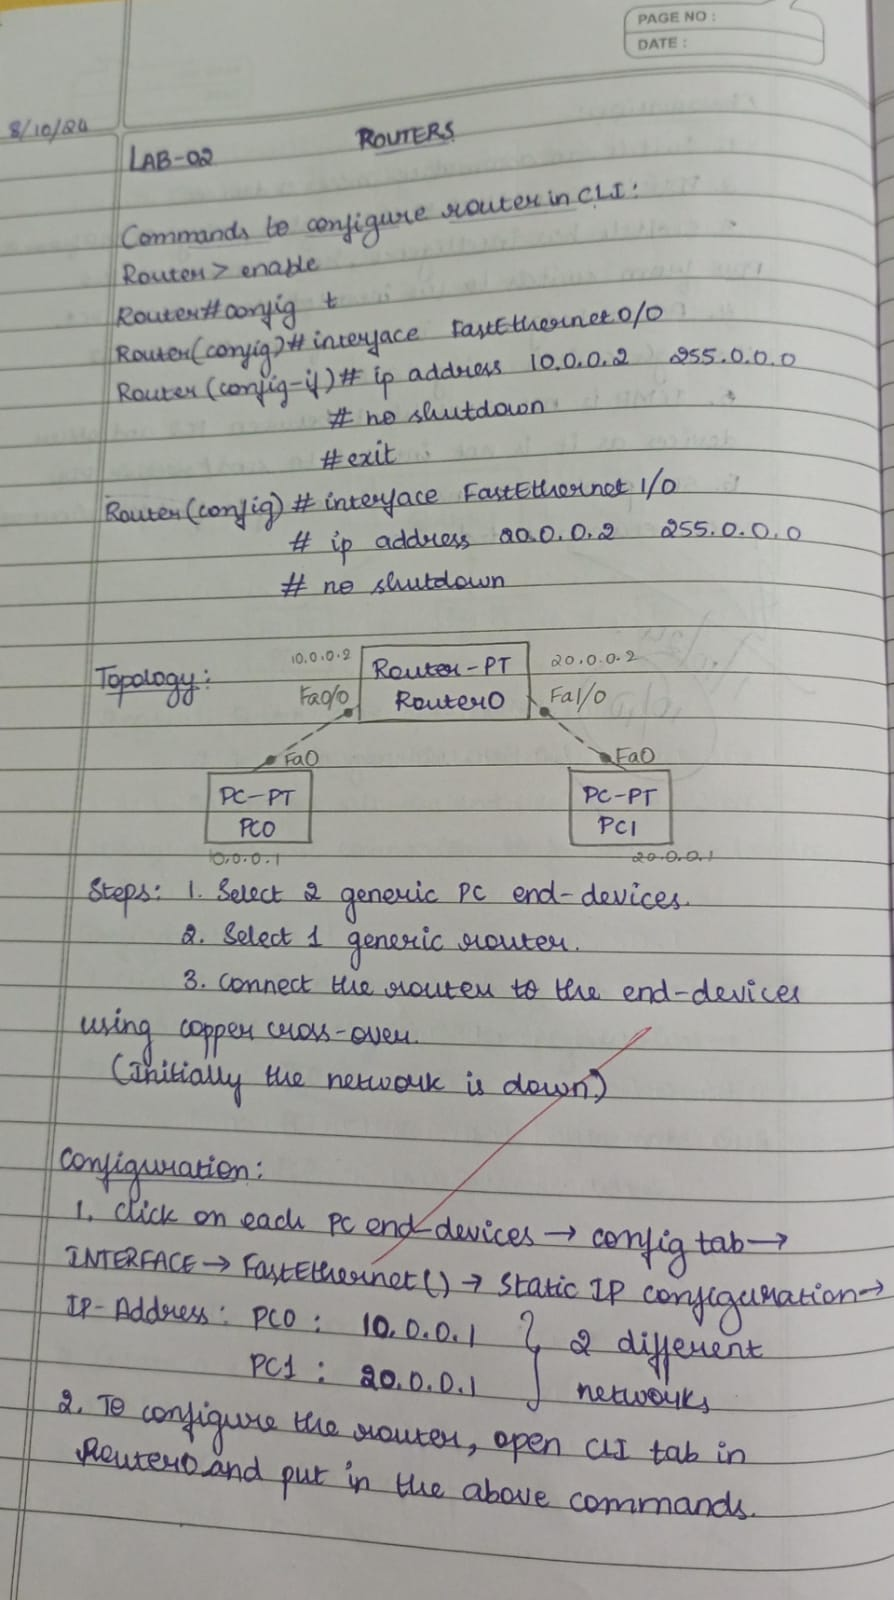 PAGE NO :
DATE :
8/10/24
LAB-02 ROUTERS
Commands to configure router in CLI:
Router> enable
Router#config t
Router(config)# interface FastEthernet 0/0
Router(config-if)# ip address 10.0.0.2 255.0.0.0
# no shutdown
#exit
Router(config)# interface FastEthernet 1/0
# ip address 20.0.0.2 255.0.0.0
# no shutdown
Topology:
10.0.0.2 Router-PT 20.0.0.2
Fa0/0 Router0 Fa1/0
Fa0 Fa0
PC-PT PC-PT
PC0 PC1
10.0.0.1 20.0.0.1
Steps: 1. Select 2 generic PC end-devices.
2. Select 1 generic router.
3. Connect the router to the end-devices
using copper cross-over.
(Initially the network is down.)
Configuration:
1. Click on each PC end-devices → config tab →
INTERFACE → FastEthernet() → Static IP configuration →
IP-Address: PC0 : 10.0.0.1 } 2 different
PC1 : 20.0.0.1 networks
2. To configure the router, open CLI tab in
Router0 and put in the above commands.